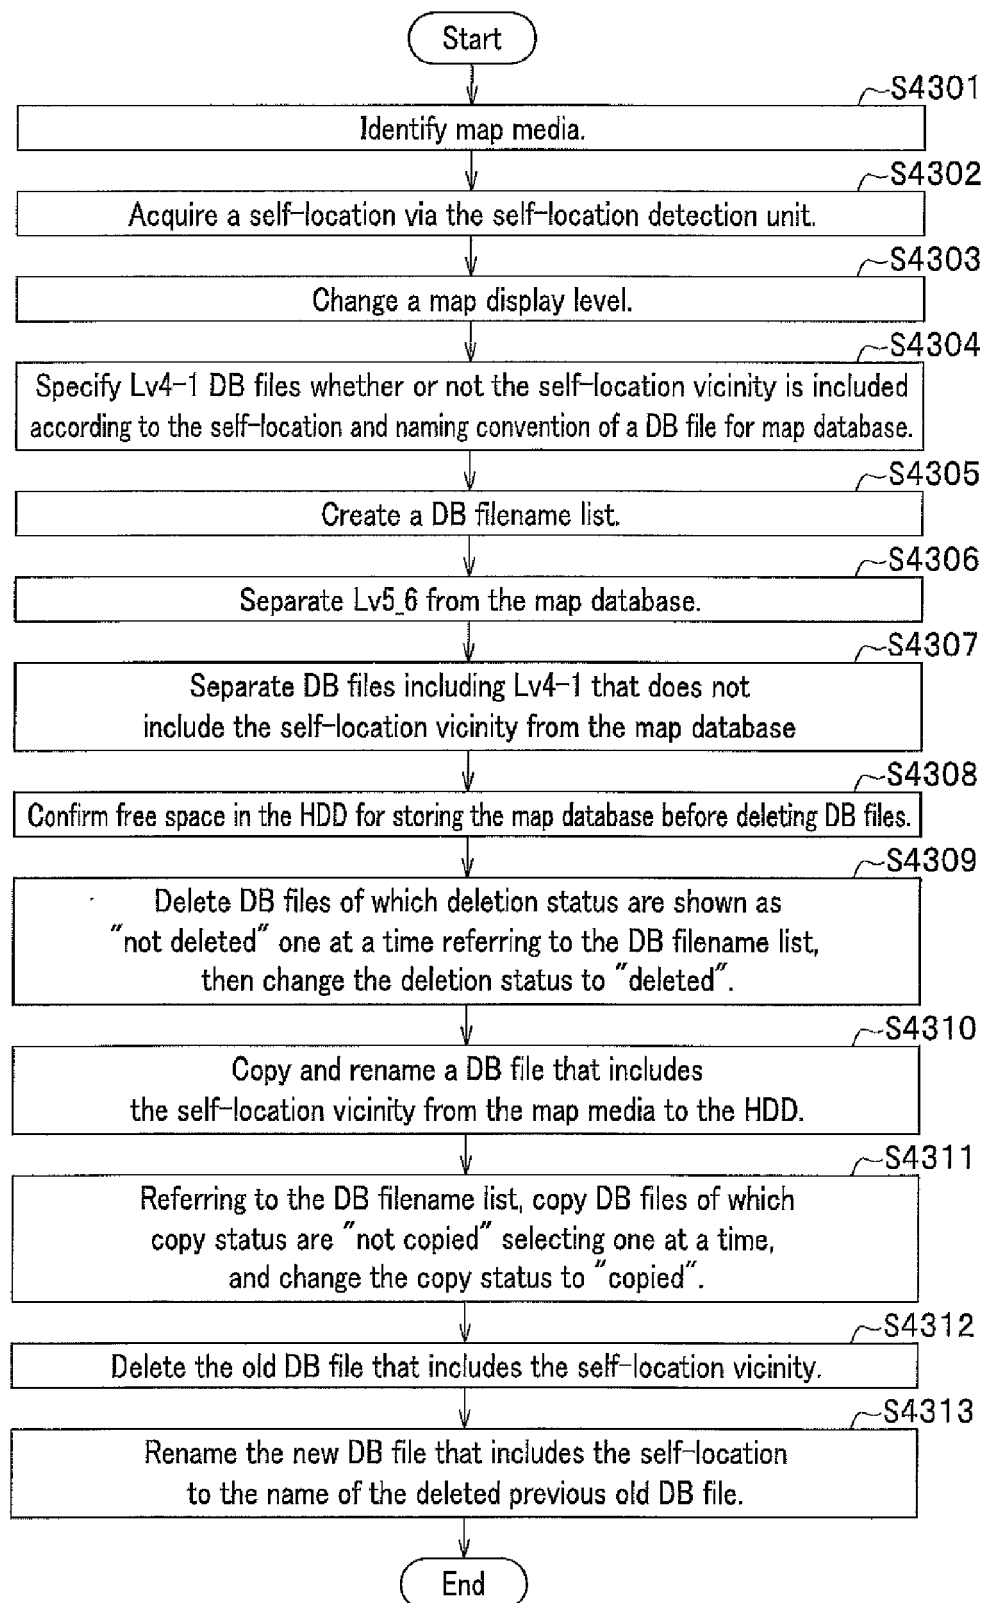 Start
S4301
Identify map media.
S4302
Acquire a self-location via the self-location detection unit.
S4303
Change a map display level.
S4304
Specify Lv4-1 DB files whether or not the self-location vicinity is included
according to the self-location and naming convention of a DB file for map database.
S4305
Create a DB filename list.
S4306
Separate Lv5_6 from the map database.
S4307
Separate DB files including Lv4-1 that does not
include the self-location vicinity from the map database
S4308
Confirm free space in the HDD for storing the map database before deleting DB files.
S4309
Delete DB files of which deletion status are shown as
"not deleted" one at a time referring to the DB filename list,
then change the deletion status to "deleted".
S4310
Copy and rename a DB file that includes
the self-location vicinity from the map media to the HDD.
S4311
Referring to the DB filename list, copy DB files of which
copy status are "not copied" selecting one at a time,
and change the copy status to "copied".
S4312
Delete the old DB file that includes the self-location vicinity.
S4313
Rename the new DB file that includes the self-location
to the name of the deleted previous old DB file.
End